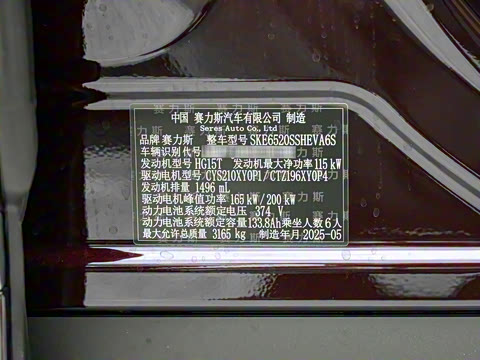 中国 赛力斯汽车有限公司 制造
Seres Auto Co., Ltd
品牌 赛力斯 整车型号 SKE6520SSHEVA6S
车辆识别代号
发动机型号 HG15T 发动机最大净功率 115 kW
驱动电机型号 CYS210XY0P1/CTZ196XY0P4
发动机排量 1496 mL
驱动电机峰值功率 165 kW/200 kW
动力电池系统额定电压 374 V
动力电池系统额定容量 133.8Ah 乘坐人数 6 人
最大允许总质量 3165 kg 制造年月 2025-05